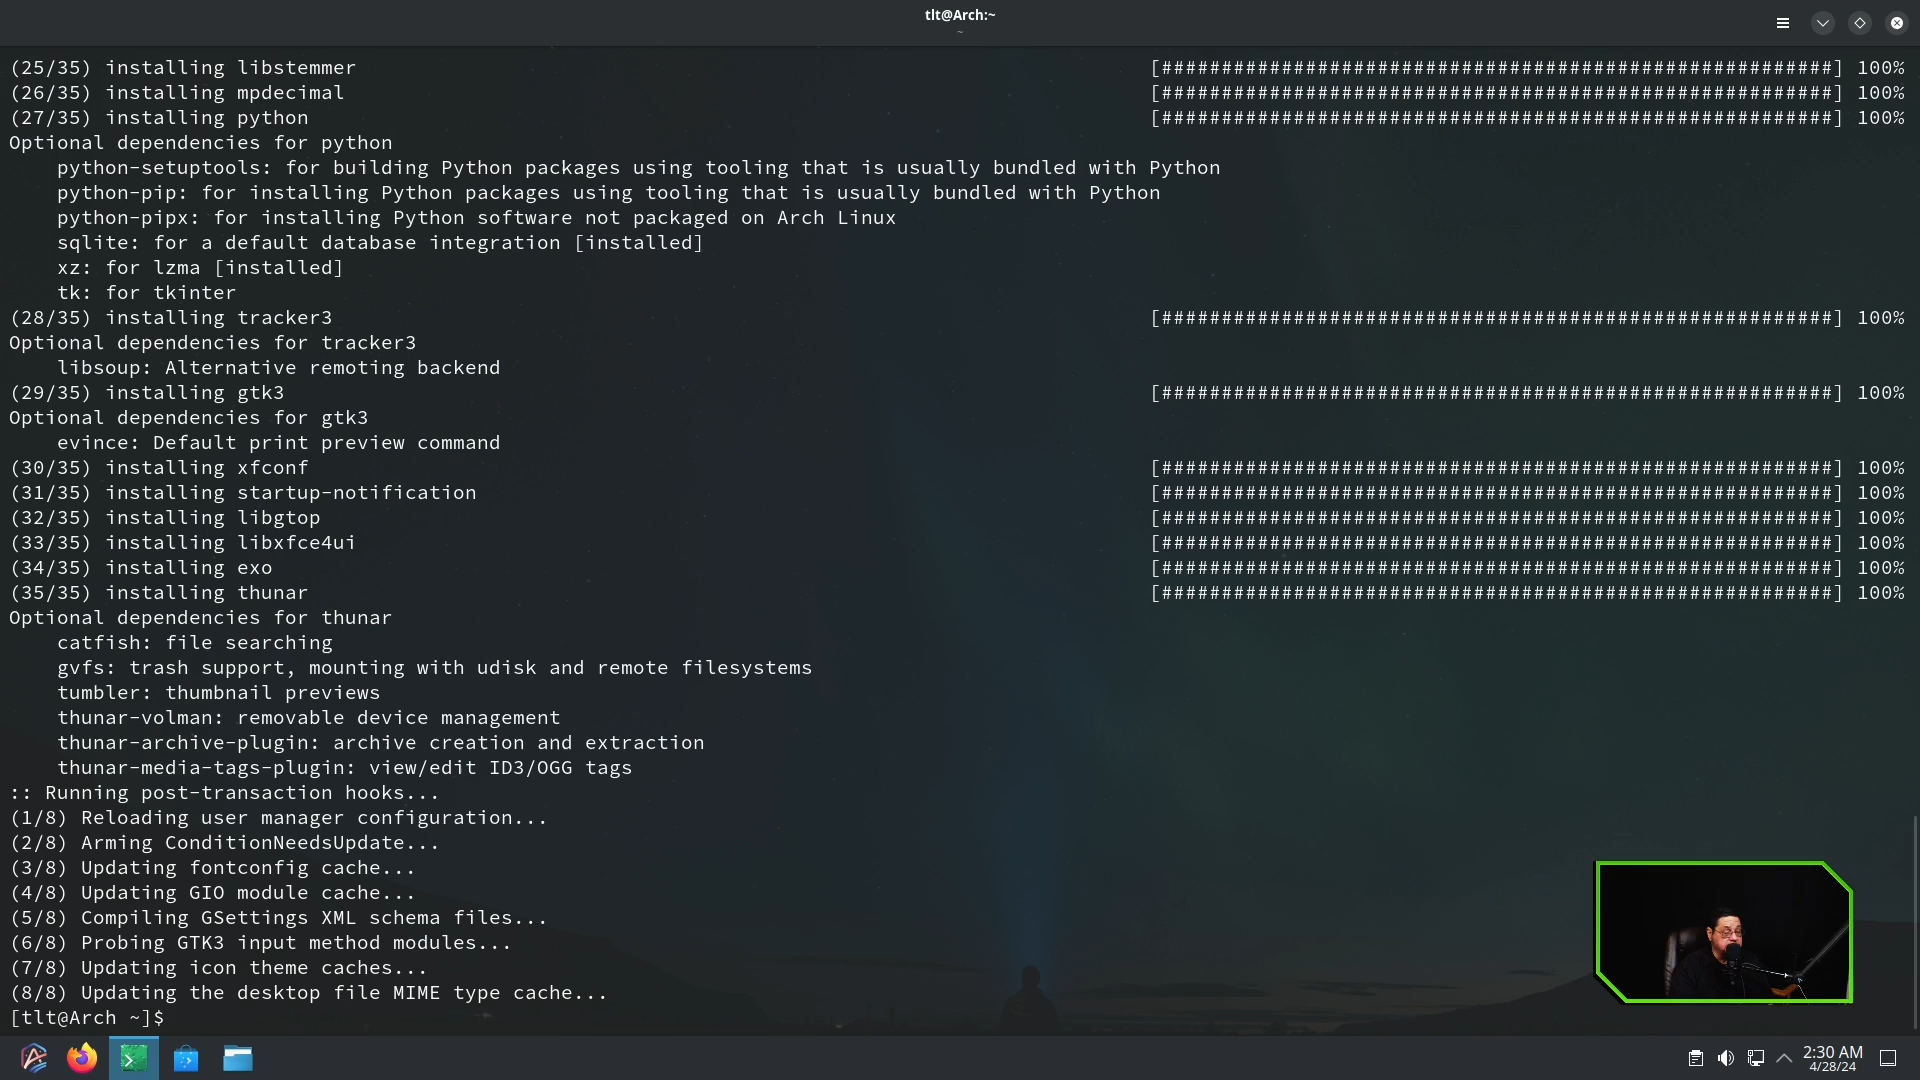 tlt@Arch:~
~
(25/35) installing libstemmer [########################################################] 100%
(26/35) installing mpdecimal [########################################################] 100%
(27/35) installing python [########################################################] 100%
Optional dependencies for python
python-setuptools: for building Python packages using tooling that is usually bundled with Python
python-pip: for installing Python packages using tooling that is usually bundled with Python
python-pipx: for installing Python software not packaged on Arch Linux
sqlite: for a default database integration [installed]
xz: for lzma [installed]
tk: for tkinter
(28/35) installing tracker3 [########################################################] 100%
Optional dependencies for tracker3
libsoup: Alternative remoting backend
(29/35) installing gtk3 [########################################################] 100%
Optional dependencies for gtk3
evince: Default print preview command
(30/35) installing xfconf [########################################################] 100%
(31/35) installing startup-notification [########################################################] 100%
(32/35) installing libgtop [########################################################] 100%
(33/35) installing libxfce4ui [########################################################] 100%
(34/35) installing exo [########################################################] 100%
(35/35) installing thunar [########################################################] 100%
Optional dependencies for thunar
catfish: file searching
gvfs: trash support, mounting with udisk and remote filesystems
tumbler: thumbnail previews
thunar-volman: removable device management
thunar-archive-plugin: archive creation and extraction
thunar-media-tags-plugin: view/edit ID3/OGG tags
:: Running post-transaction hooks...
(1/8) Reloading user manager configuration...
(2/8) Arming ConditionNeedsUpdate...
(3/8) Updating fontconfig cache...
(4/8) Updating GIO module cache...
(5/8) Compiling GSettings XML schema files...
(6/8) Probing GTK3 input method modules...
(7/8) Updating icon theme caches...
(8/8) Updating the desktop file MIME type cache...
[tlt@Arch ~]$
2:30 AM
4/28/24